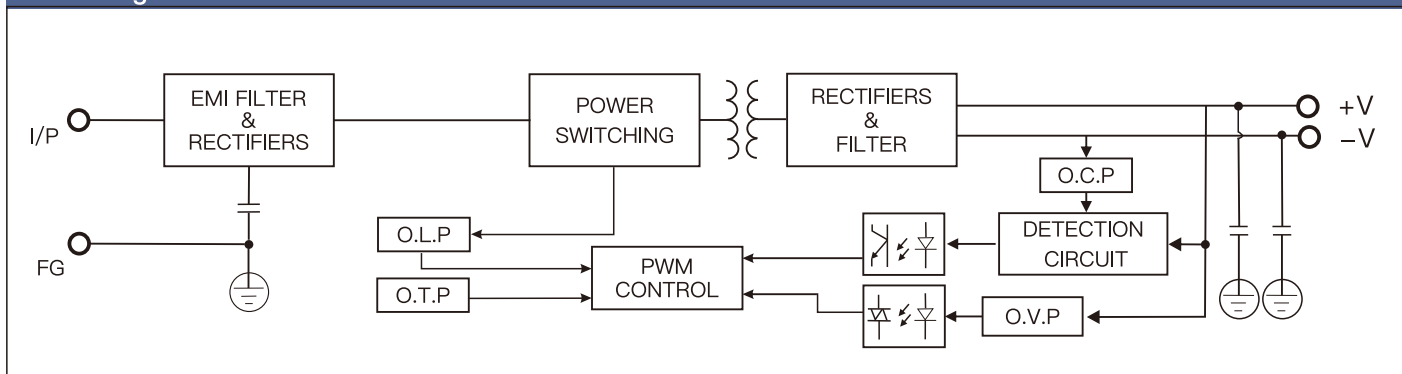 EMI FILTER
&
RECTIFIERS
POWER
SWITCHING
RECTIFIERS
&
FILTER
I/P
+V
−V
O.C.P
FG
O.L.P
O.T.P
PWM
CONTROL
DETECTION
CIRCUIT
O.V.P